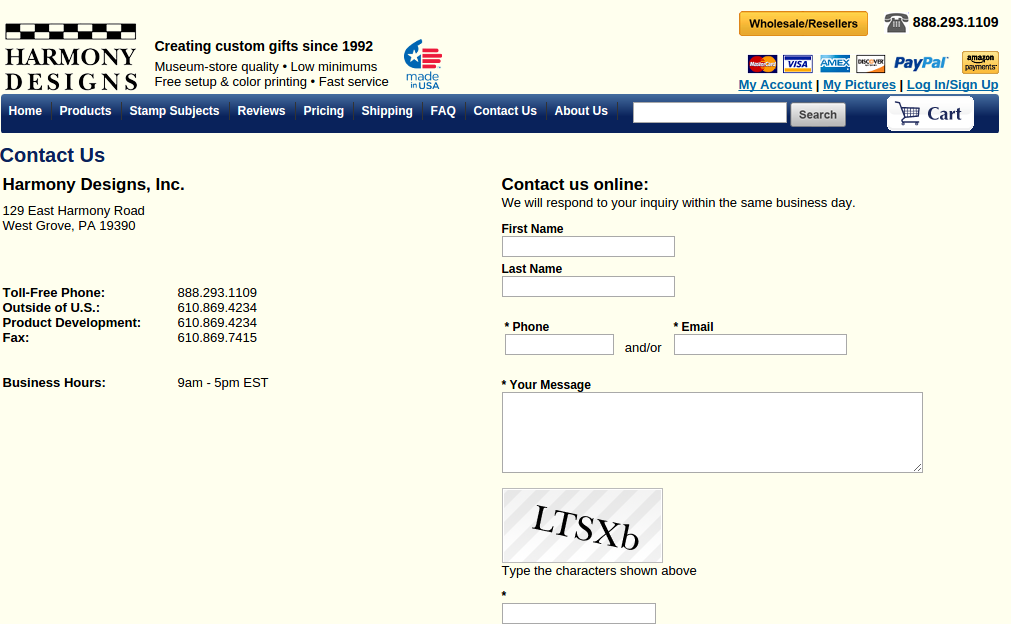 Wholesale/Resellers
888.293.1109
HARMONY
DESIGNS
Creating custom gifts since 1992
Museum-store quality • Low minimums
Free setup & color printing • Fast service
made
in USA
MasterCard VISA AMEX DISCOVER PayPal amazon payments
My Account | My Pictures | Log In/Sign Up
Home Products Stamp Subjects Reviews Pricing Shipping FAQ Contact Us About Us Search Cart
Contact Us
Harmony Designs, Inc.
129 East Harmony Road
West Grove, PA 19390
Toll-Free Phone: 888.293.1109
Outside of U.S.: 610.869.4234
Product Development: 610.869.4234
Fax: 610.869.7415
Business Hours: 9am - 5pm EST
Contact us online:
We will respond to your inquiry within the same business day.
First Name
Last Name
* Phone
and/or
* Email
* Your Message
LTSXb
Type the characters shown above
*